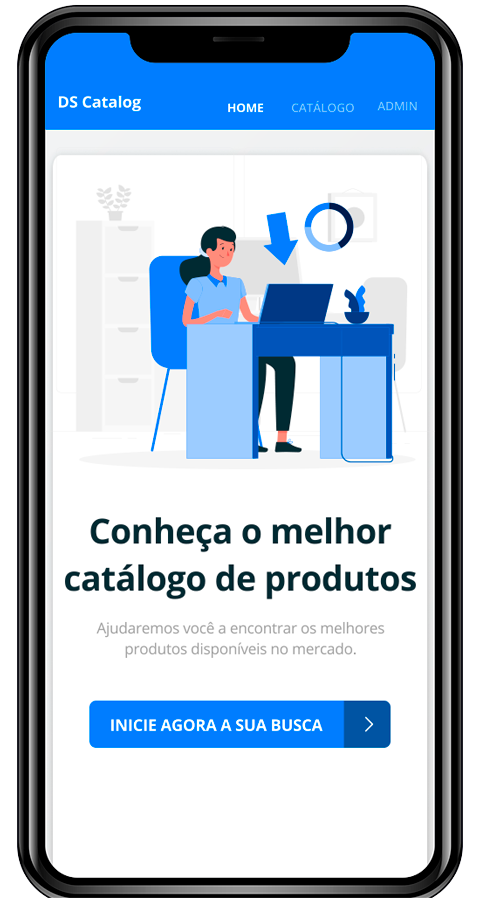 DS Catalog
HOME CATÁLOGO ADMIN
Conheça o melhor
catálogo de produtos
Ajudaremos você a encontrar os melhores
produtos disponíveis no mercado.
INICIE AGORA A SUA BUSCA